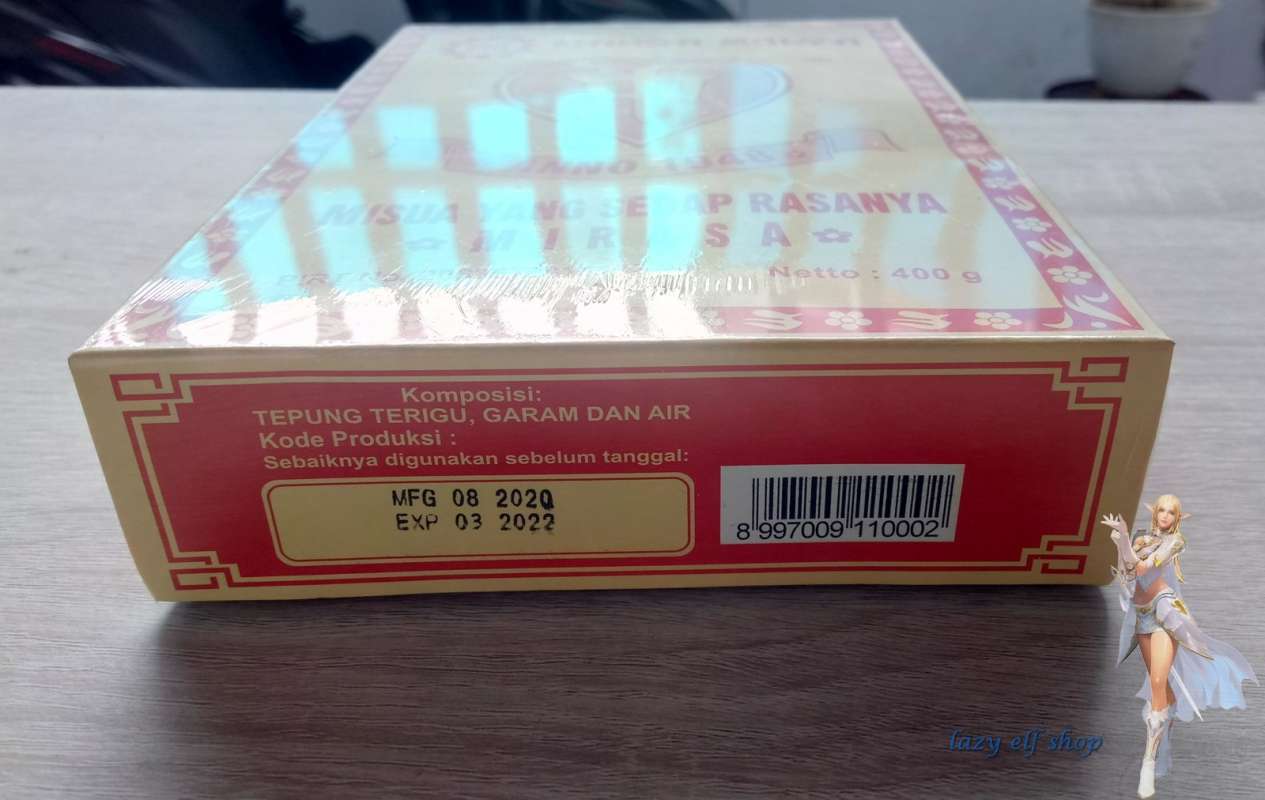 MISUA YANG SEDAP RASANYA
M I R A S A
Netto : 400 g
Komposisi:
TEPUNG TERIGU, GARAM DAN AIR
Kode Produksi :
Sebaiknya digunakan sebelum tanggal:
MFG 08 2020
EXP 03 2022
8 997009 110002
lazy elf shop